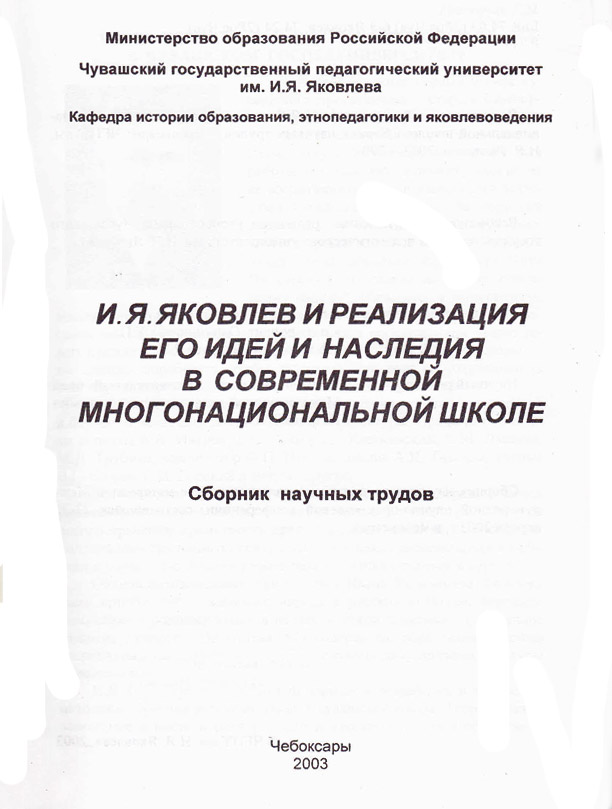 Министерство образования Российской Федерации
Чувашский государственный педагогический университет
им. И.Я. Яковлева
Кафедра истории образования, этнопедагогики и яковлевоведения
И.Я.ЯКОВЛЕВ И РЕАЛИЗАЦИЯ
ЕГО ИДЕЙ И НАСЛЕДИЯ
В СОВРЕМЕННОЙ
МНОГОНАЦИОНАЛЬНОЙ ШКОЛЕ
Сборник научных трудов
Чебоксары
2003